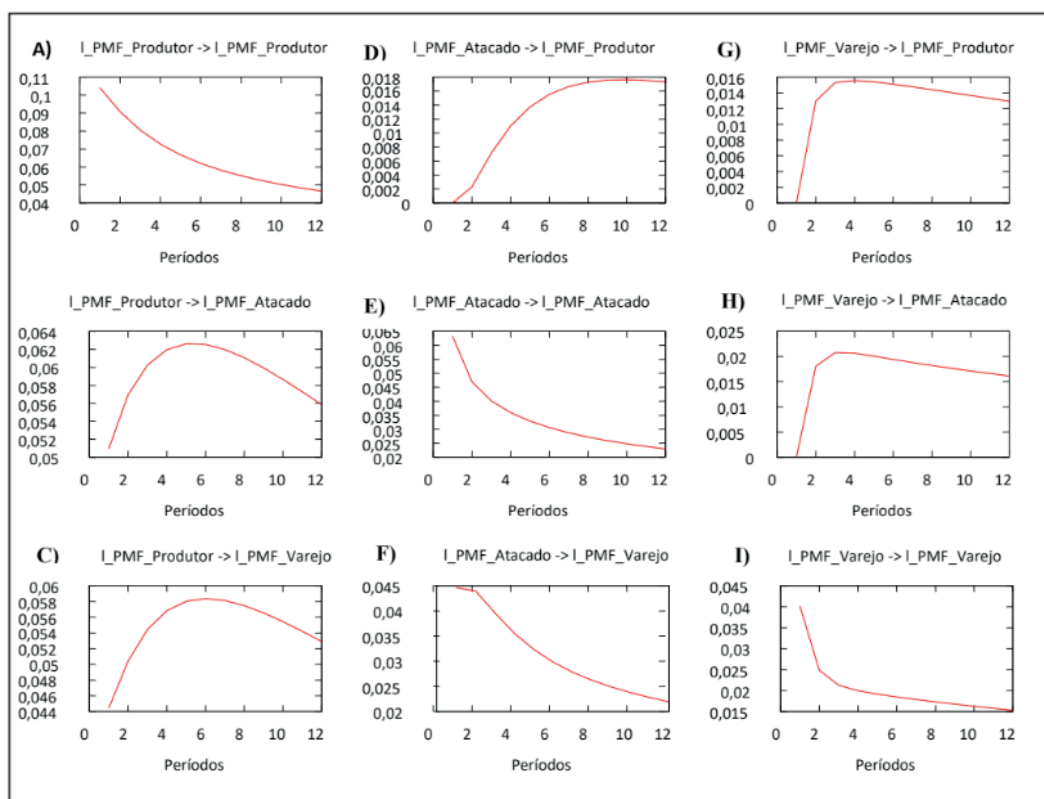 A) l_PMF_Produtor -> l_PMF_Produtor
0,11
0,1
0,09
0,08
0,07
0,06
0,05
0,04
0 2 4 6 8 10 12
Períodos
D) l_PMF_Atacado -> l_PMF_Produtor
0,018
0,016
0,014
0,012
0,01
0,008
0,006
0,004
0,002
0
0 2 4 6 8 10 12
Períodos
G) l_PMF_Varejo -> l_PMF_Produtor
0,016
0,014
0,012
0,01
0,008
0,006
0,004
0,002
0
0 2 4 6 8 10 12
Períodos
l_PMF_Produtor -> l_PMF_Atacado
0,064
0,062
0,06
0,058
0,056
0,054
0,052
0,05
0 2 4 6 8 10 12
Períodos
E) l_PMF_Atacado -> l_PMF_Atacado
0,065
0,06
0,055
0,05
0,045
0,04
0,035
0,03
0,025
0,02
0 2 4 6 8 10 12
Períodos
H) l_PMF_Varejo -> l_PMF_Atacado
0,025
0,02
0,015
0,01
0,005
0
0 2 4 6 8 10 12
Períodos
C) l_PMF_Produtor -> l_PMF_Varejo
0,06
0,058
0,056
0,054
0,052
0,05
0,048
0,046
0,044
0 2 4 6 8 10 12
Períodos
F) l_PMF_Atacado -> l_PMF_Varejo
0,045
0,04
0,035
0,03
0,025
0,02
0 2 4 6 8 10 12
Períodos
I) l_PMF_Varejo -> l_PMF_Varejo
0,045
0,04
0,035
0,03
0,025
0,02
0,015
0 2 4 6 8 10 12
Períodos